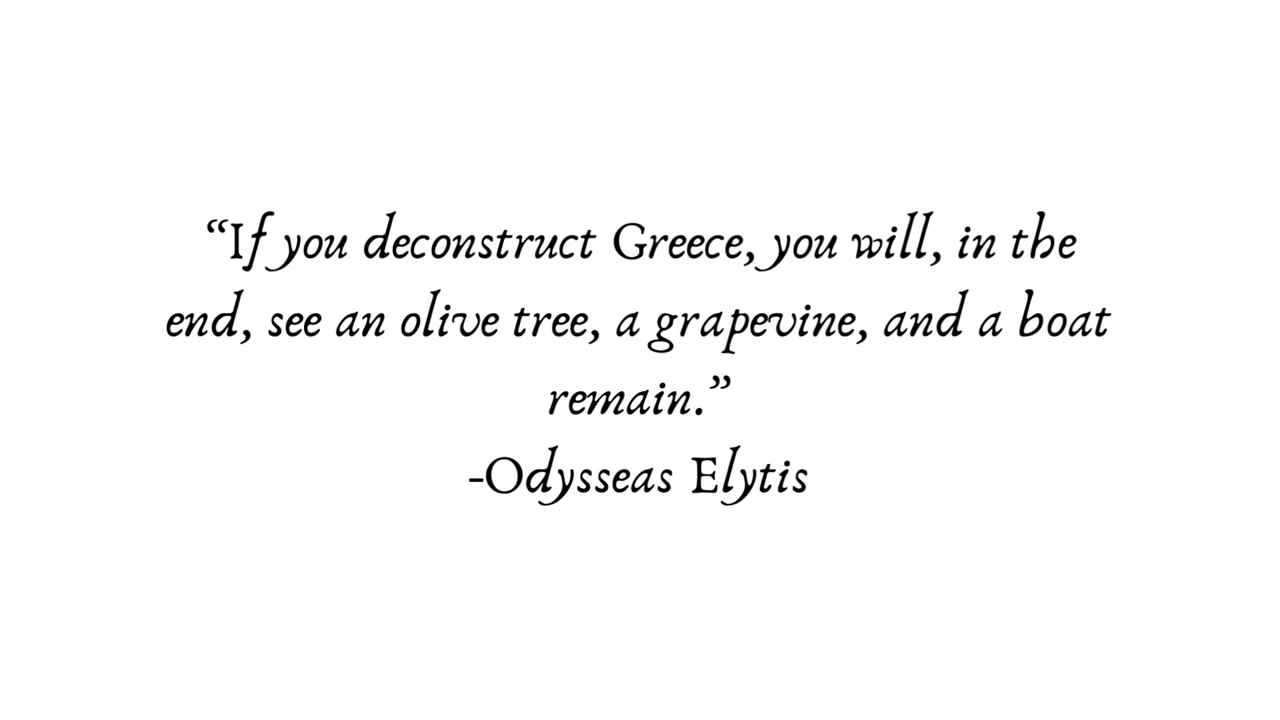 “If you deconstruct Greece, you will, in the
end, see an olive tree, a grapevine, and a boat
remain.”
-Odysseas Elytis